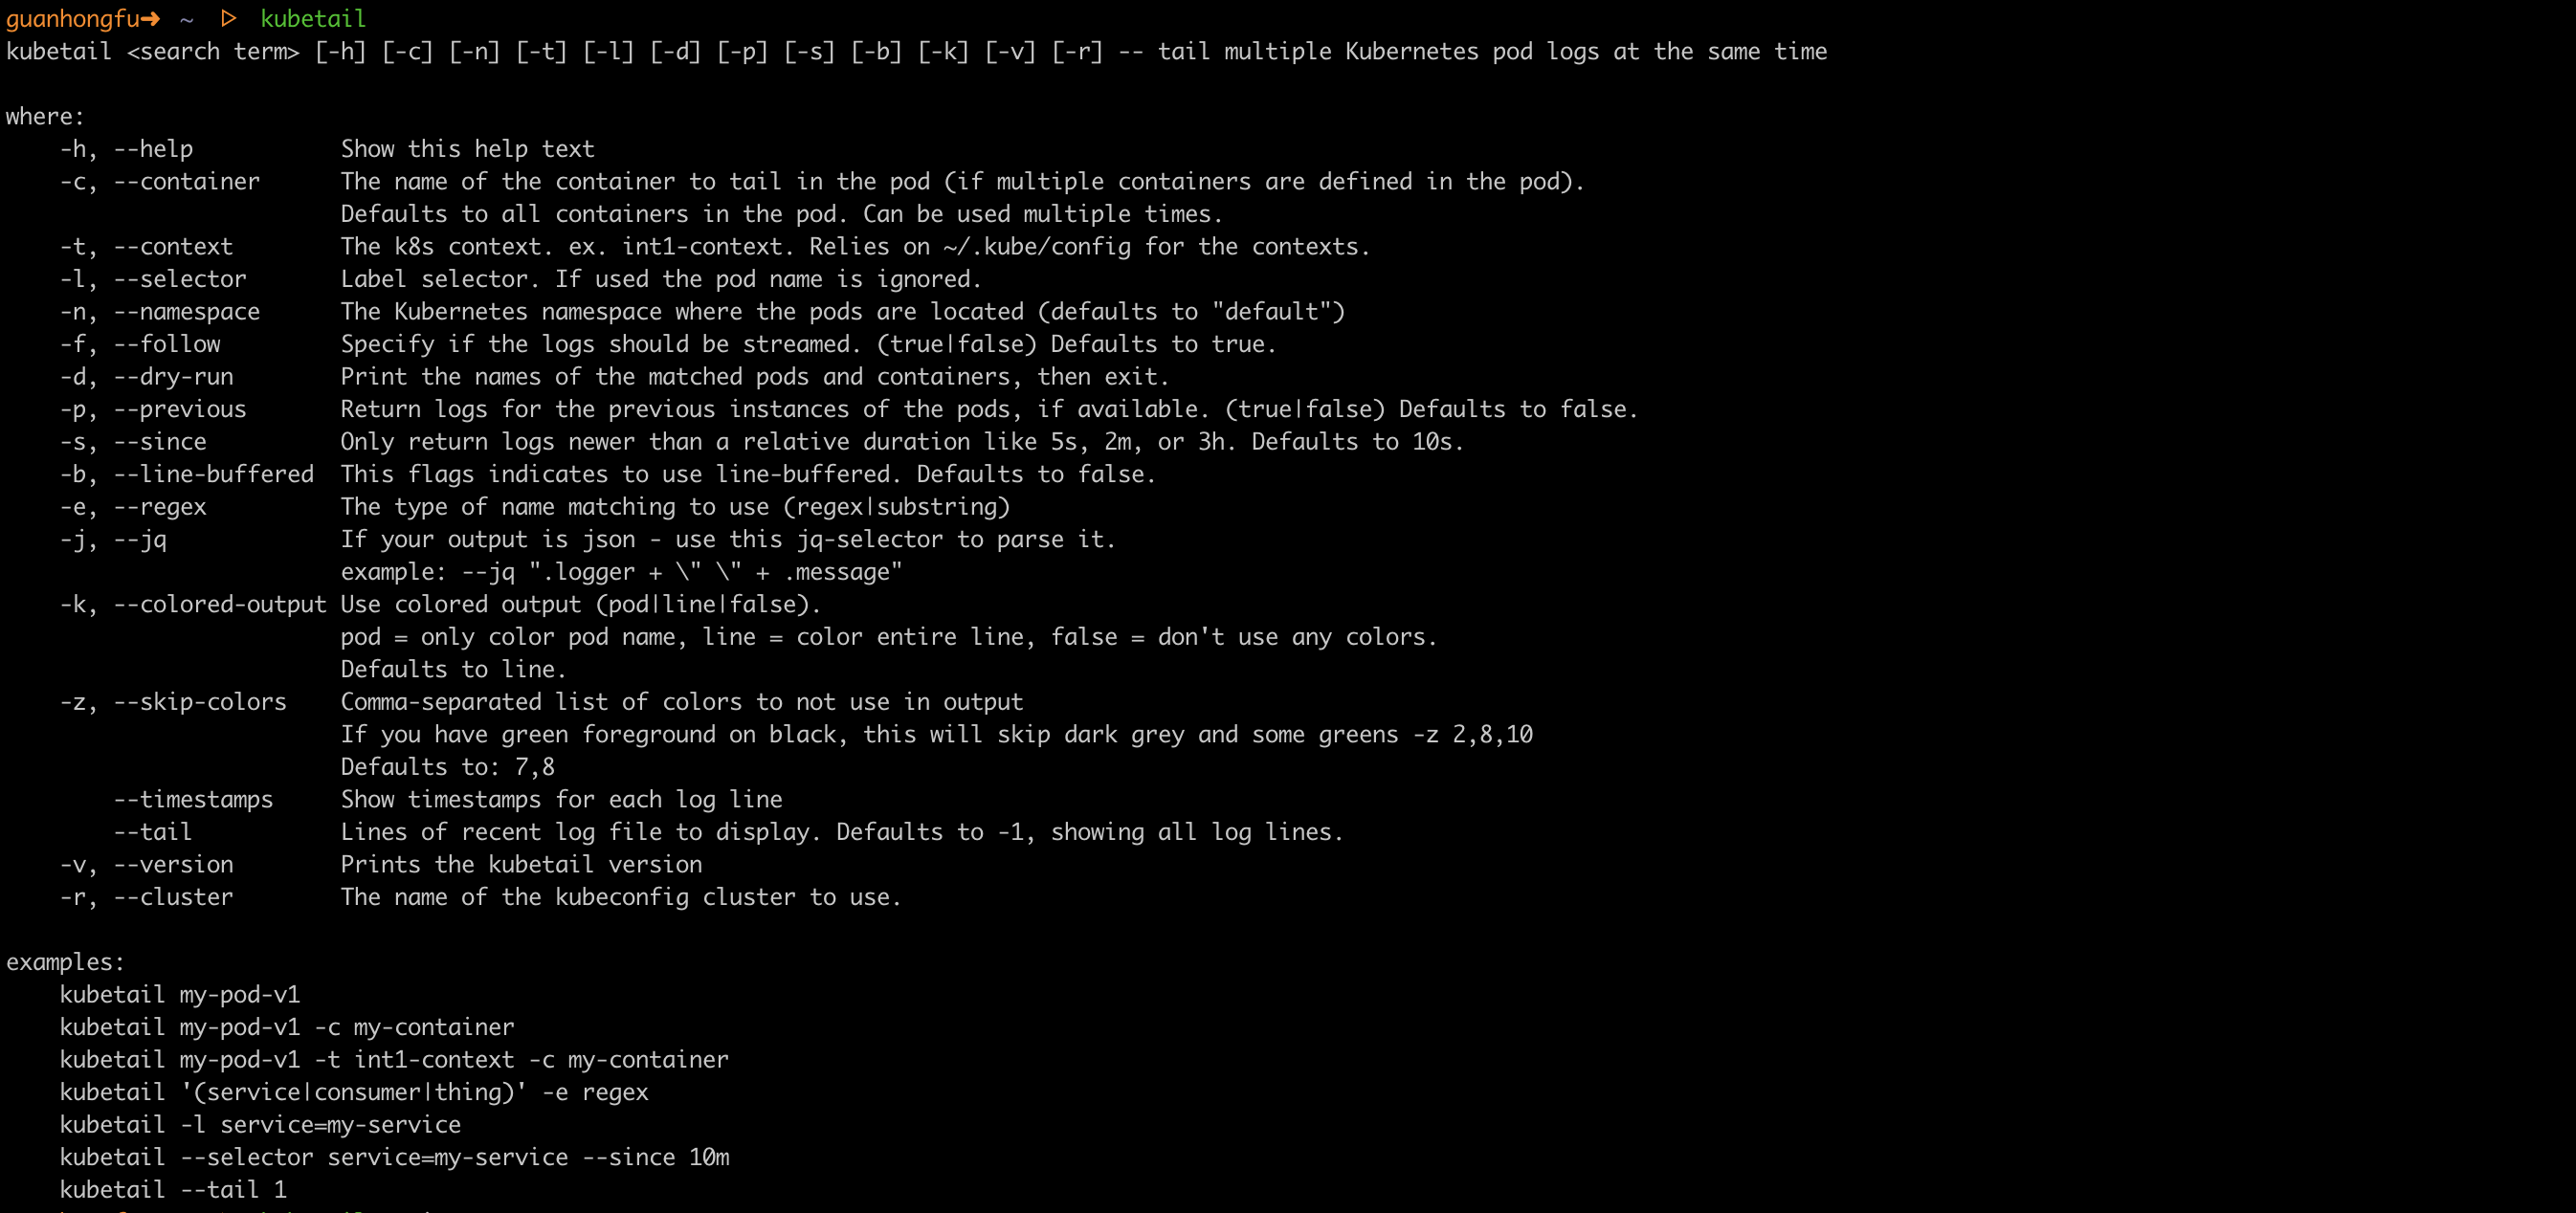 guanhongfu➜ ~ ▷ kubetail
kubetail <search term> [-h] [-c] [-n] [-t] [-l] [-d] [-p] [-s] [-b] [-k] [-v] [-r] -- tail multiple Kubernetes pod logs at the same time
where:
-h, --help Show this help text
-c, --container The name of the container to tail in the pod (if multiple containers are defined in the pod).
Defaults to all containers in the pod. Can be used multiple times.
-t, --context The k8s context. ex. int1-context. Relies on ~/.kube/config for the contexts.
-l, --selector Label selector. If used the pod name is ignored.
-n, --namespace The Kubernetes namespace where the pods are located (defaults to "default")
-f, --follow Specify if the logs should be streamed. (true|false) Defaults to true.
-d, --dry-run Print the names of the matched pods and containers, then exit.
-p, --previous Return logs for the previous instances of the pods, if available. (true|false) Defaults to false.
-s, --since Only return logs newer than a relative duration like 5s, 2m, or 3h. Defaults to 10s.
-b, --line-buffered This flags indicates to use line-buffered. Defaults to false.
-e, --regex The type of name matching to use (regex|substring)
-j, --jq If your output is json - use this jq-selector to parse it.
example: --jq ".logger + \" \" + .message"
-k, --colored-output Use colored output (pod|line|false).
pod = only color pod name, line = color entire line, false = don't use any colors.
Defaults to line.
-z, --skip-colors Comma-separated list of colors to not use in output
If you have green foreground on black, this will skip dark grey and some greens -z 2,8,10
Defaults to: 7,8
--timestamps Show timestamps for each log line
--tail Lines of recent log file to display. Defaults to -1, showing all log lines.
-v, --version Prints the kubetail version
-r, --cluster The name of the kubeconfig cluster to use.
examples:
kubetail my-pod-v1
kubetail my-pod-v1 -c my-container
kubetail my-pod-v1 -t int1-context -c my-container
kubetail '(service|consumer|thing)' -e regex
kubetail -l service=my-service
kubetail --selector service=my-service --since 10m
kubetail --tail 1